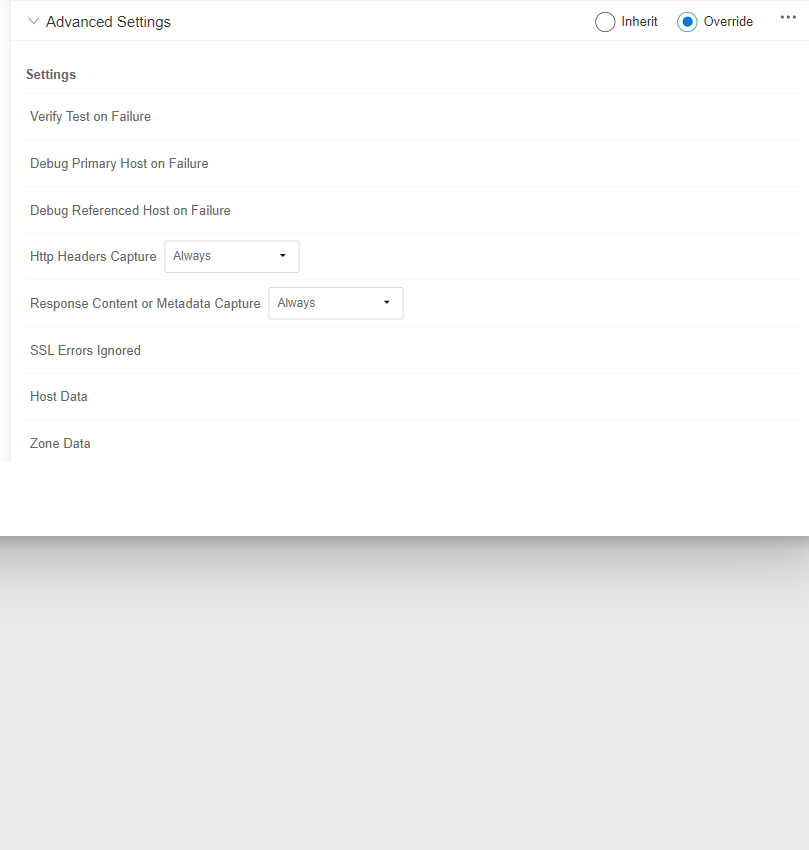 Advanced Settings Inherit Override
Settings
Verify Test on Failure
Debug Primary Host on Failure
Debug Referenced Host on Failure
Http Headers Capture Always
Response Content or Metadata Capture Always
SSL Errors Ignored
Host Data
Zone Data